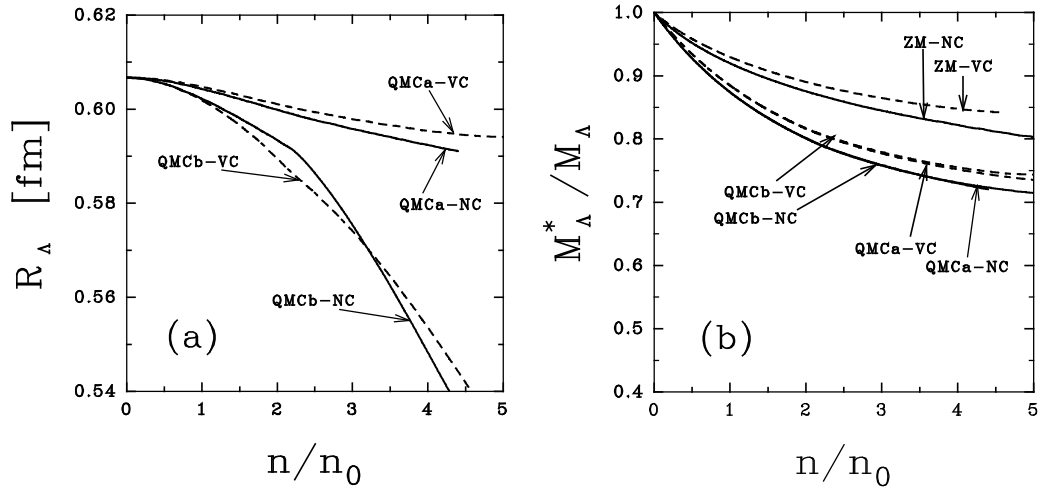 0.62
0.60
0.58
0.56
0.54
R_Λ [fm]
QMCa-VC
QMCb-VC
QMCa-NC
QMCb-NC
(a)
0 1 2 3 4 5
n/n₀
1.0
0.9
0.8
0.7
0.6
0.5
0.4
M*_Λ/M_Λ
ZM-NC
ZM-VC
QMCb-VC
QMCb-NC
QMCa-VC
QMCa-NC
(b)
0 1 2 3 4 5
n/n₀